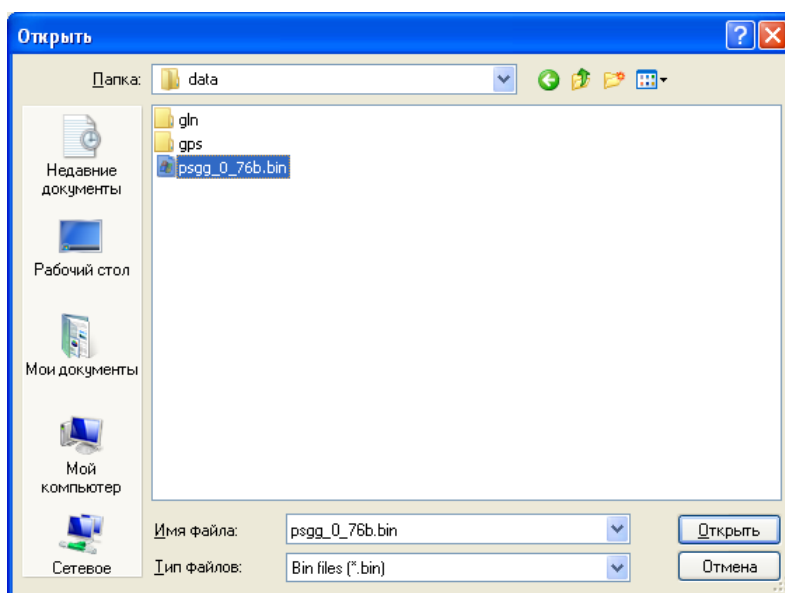 Открыть
Папка:
data
gln
gps
psgg_0_76b.bin
Недавние
документы
Рабочий стол
Мои документы
Мой
компьютер
Сетевое
Имя файла:
psgg_0_76b.bin
Открыть
Тип файлов:
Bin files (*.bin)
Отмена